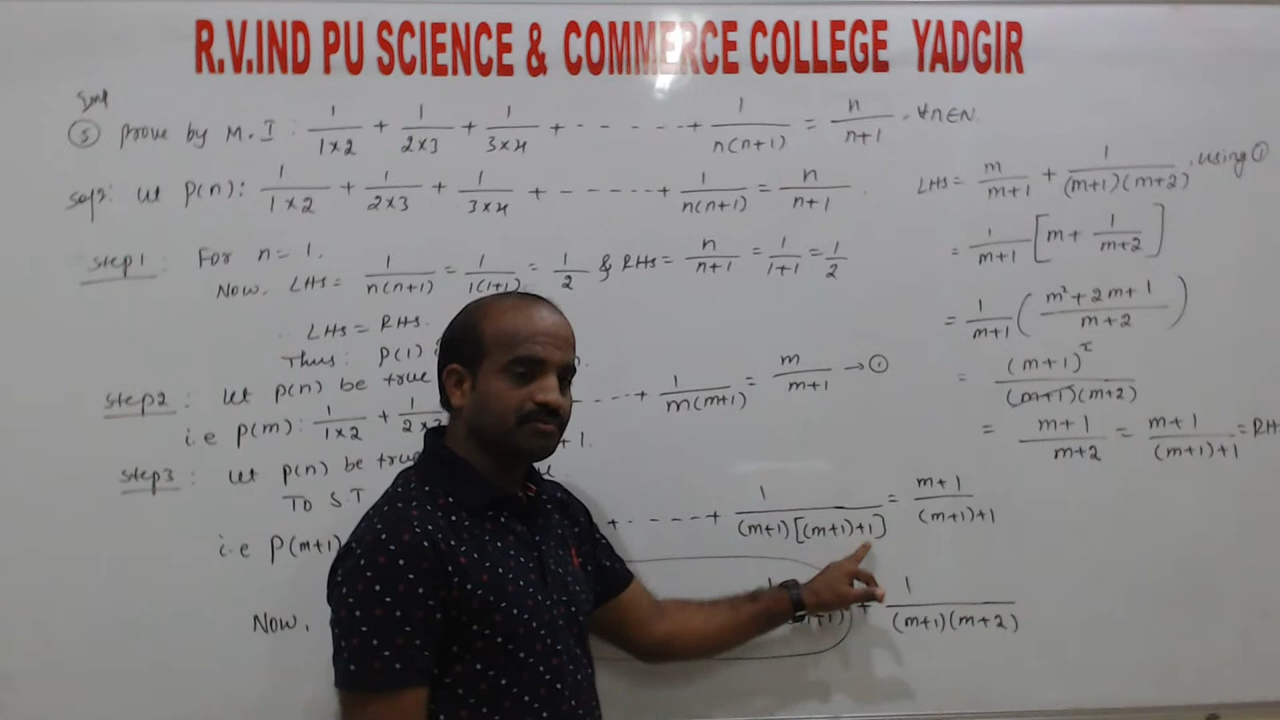 R.V.IND PU SCIENCE & COMMERCE COLLEGE YADGIR
⑤ prove by M.I : 1/(1×2) + 1/(2×3) + 1/(3×4) + - - - - - + 1/(n(n+1)) = n/(n+1) . ∀n∈N.
let P(n): 1/(1×2) + 1/(2×3) + 1/(3×4) + - - - - - + 1/(n(n+1)) = n/(n+1) .
step1 : For n = 1.
Now. LHS = 1/(n(n+1)) = 1/(1(1+1)) = 1/2 & RHS = n/(n+1) = 1/(1+1) = 1/2
∴ LHS = RHS.
Thus : P(1)
step2 : let p(n) be true
i.e p(m) : 1/(1×2) + 1/(2×3 - - - + 1/(m(m+1)) = m/(m+1) → ①
step3 : let p(n) be true +1.
TO S.T
i.e P(m+1) + - - - - + 1/((m+1)[(m+1)+1]) = (m+1)/((m+1)+1)
Now, + 1/((m+1)(m+2))
LHS = m/(m+1) + 1/((m+1)(m+2)) . using ①
= 1/(m+1) [m + 1/(m+2)]
= 1/(m+1) ((m²+2m+1)/(m+2))
= (m+1)²/((m+1)(m+2))
= (m+1)/(m+2) = (m+1)/((m+1)+1) = RH